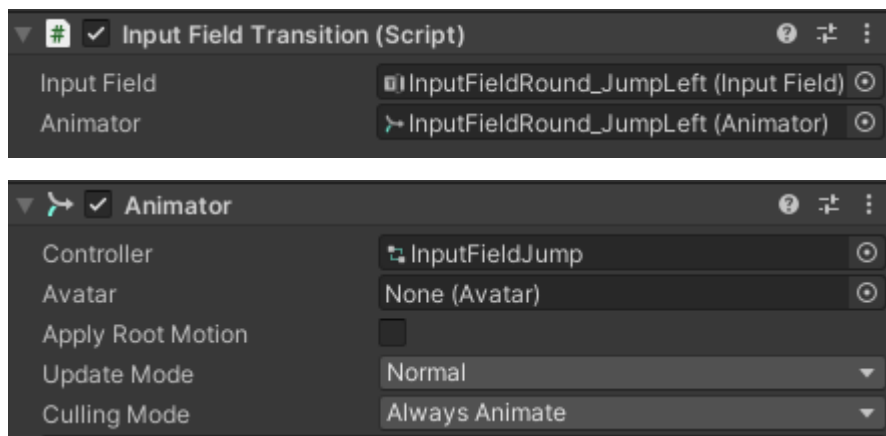 Input Field Transition (Script)
Input Field InputFieldRound_JumpLeft (Input Field)
Animator InputFieldRound_JumpLeft (Animator)
Animator
Controller InputFieldJump
Avatar None (Avatar)
Apply Root Motion
Update Mode Normal
Culling Mode Always Animate